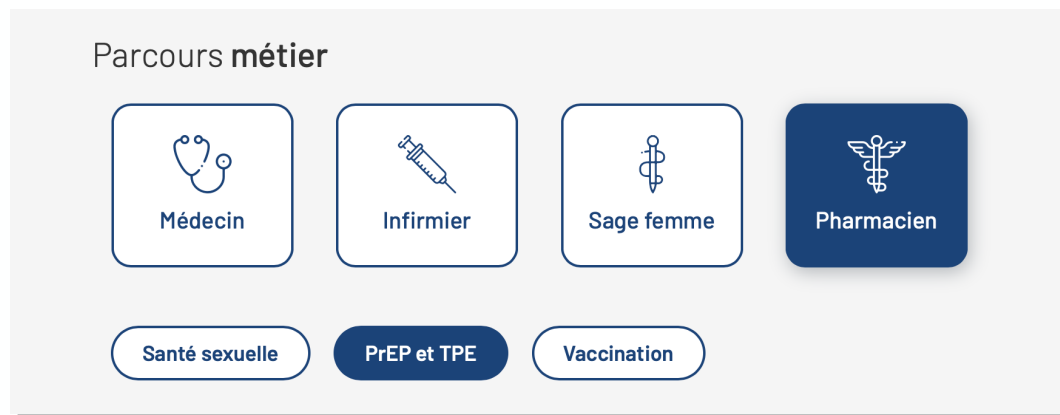 Parcours métier
Médecin
Infirmier
Sage femme
Pharmacien
Santé sexuelle
PrEP et TPE
Vaccination